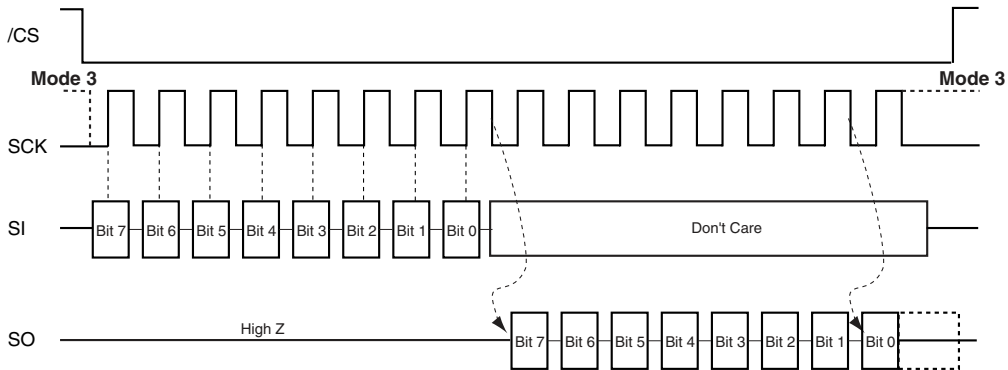 /CS
Mode 3 Mode 3
SCK
SI Bit 7 Bit 6 Bit 5 Bit 4 Bit 3 Bit 2 Bit 1 Bit 0 Don't Care
High Z
SO Bit 7 Bit 6 Bit 5 Bit 4 Bit 3 Bit 2 Bit 1 Bit 0